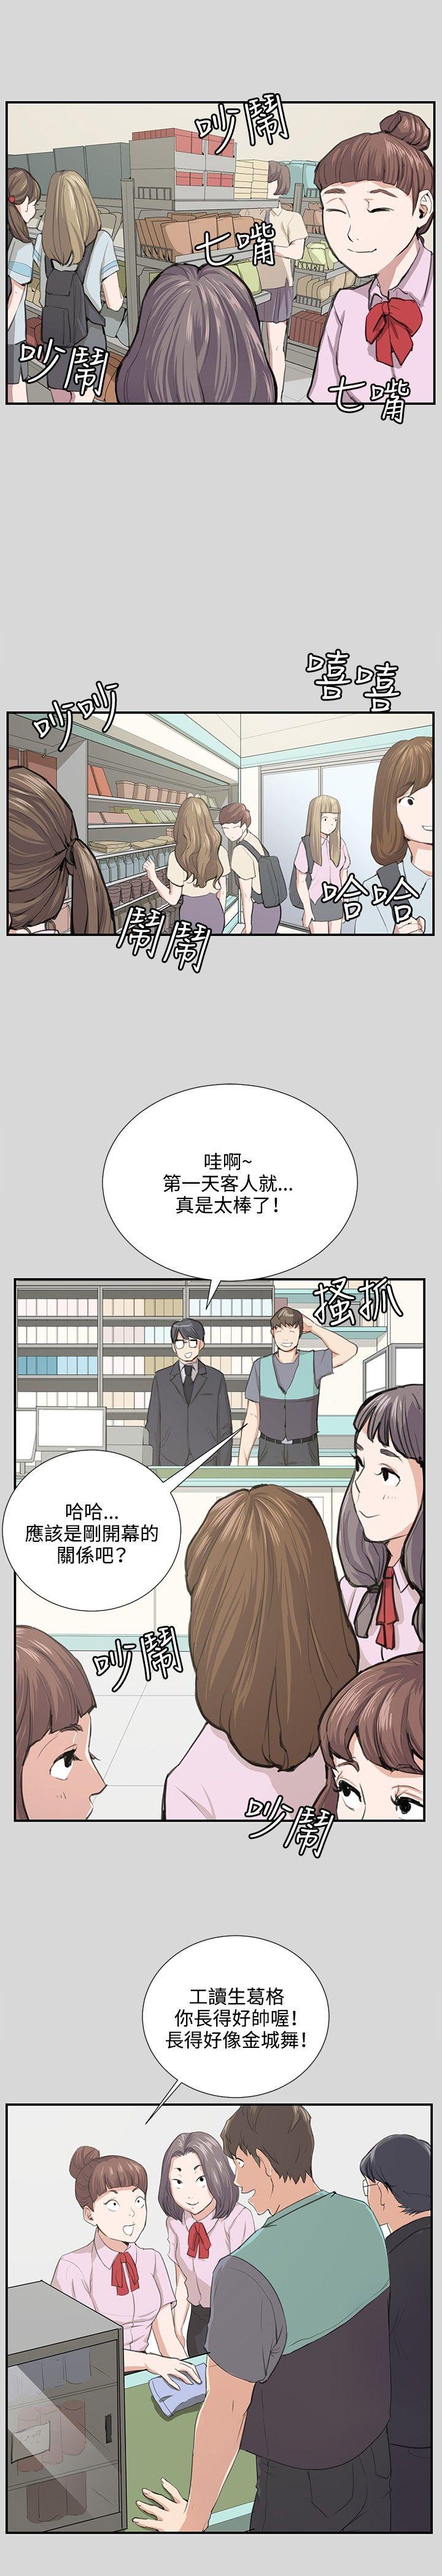 吵鬧
七嘴
吵鬧
七嘴
嘻嘻
吵吵
哈哈
鬧鬧
哇啊~
第一天客人就...
真是太棒了!
搔抓
哈哈...
應該是剛開幕的
關係吧?
吵鬧
吵鬧
工讀生葛格
你長得好帥喔!
長得好像金城舞!